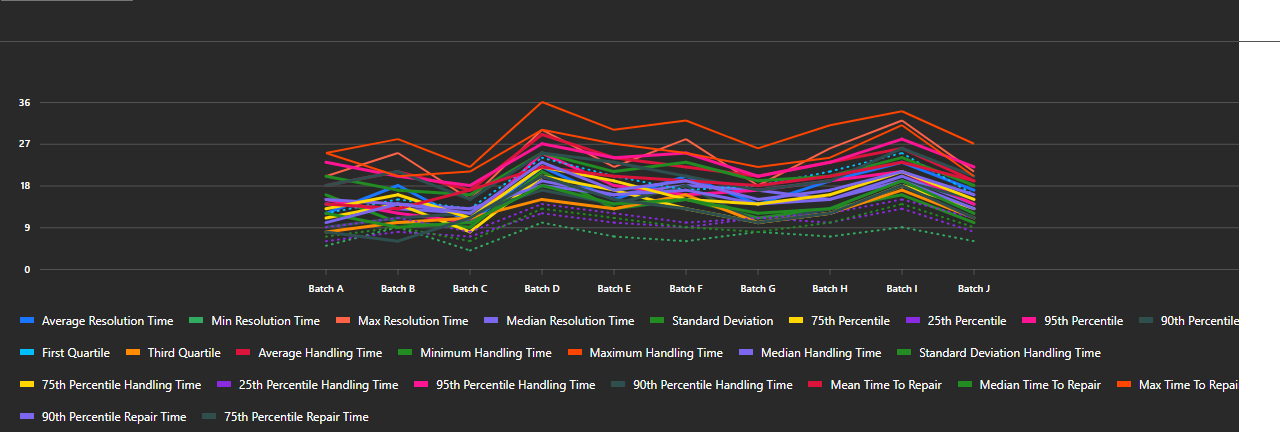 36
27
18
9
0
Batch A Batch B Batch C Batch D Batch E Batch F Batch G Batch H Batch I Batch J
Average Resolution Time Min Resolution Time Max Resolution Time Median Resolution Time Standard Deviation 75th Percentile 25th Percentile 95th Percentile 90th Percentile
First Quartile Third Quartile Average Handling Time Minimum Handling Time Maximum Handling Time Median Handling Time Standard Deviation Handling Time
75th Percentile Handling Time 25th Percentile Handling Time 95th Percentile Handling Time 90th Percentile Handling Time Mean Time To Repair Median Time To Repair Max Time To Repai
90th Percentile Repair Time 75th Percentile Repair Time